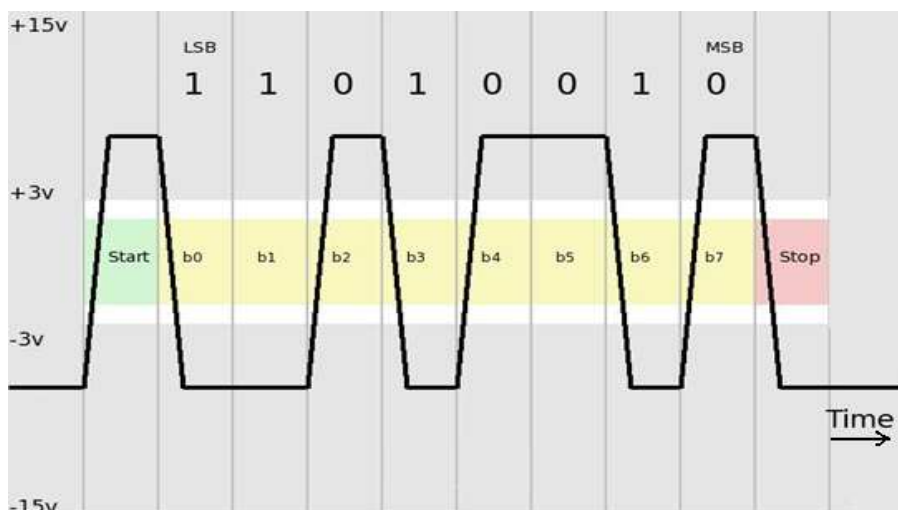 +15v
LSB MSB
1 1 0 1 0 0 1 0
+3v
Start b0 b1 b2 b3 b4 b5 b6 b7 Stop
-3v
Time
-15v